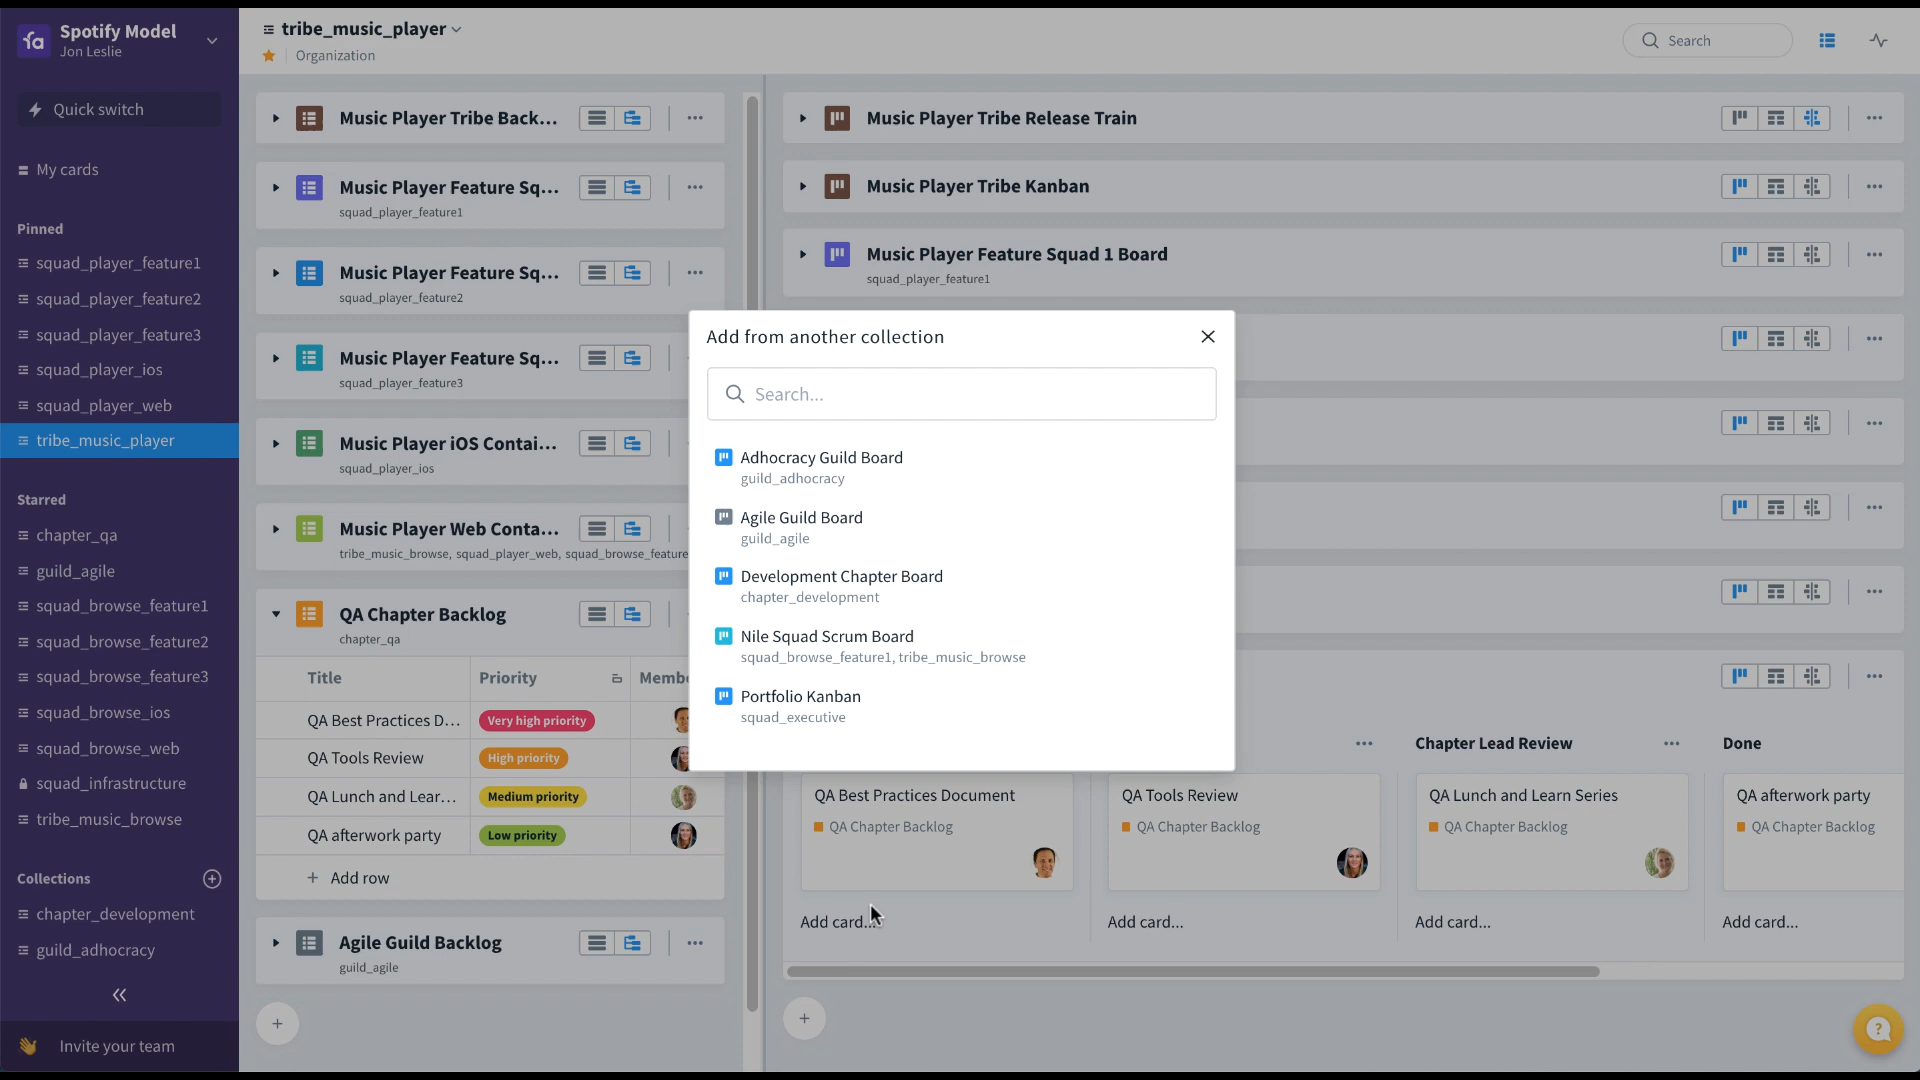 Spotify Model
Jon Leslie
Quick switch
My cards
Pinned
squad_player_feature1
squad_player_feature2
squad_player_feature3
squad_player_ios
squad_player_web
tribe_music_player
Starred
chapter_qa
guild_agile
squad_browse_feature1
squad_browse_feature2
squad_browse_feature3
squad_browse_ios
squad_browse_web
squad_infrastructure
tribe_music_browse
Collections
chapter_development
guild_adhocracy
Invite your team
tribe_music_player
Organization
Search
Music Player Tribe Back...
Music Player Feature Sq...
squad_player_feature1
Music Player Feature Sq...
squad_player_feature2
Music Player Feature Sq...
squad_player_feature3
Music Player iOS Contai...
squad_player_ios
Music Player Web Conta...
tribe_music_browse, squad_player_web, squad_browse_feature
QA Chapter Backlog
chapter_qa
Title Priority Memb
QA Best Practices D... Very high priority
QA Tools Review High priority
QA Lunch and Lear... Medium priority
QA afterwork party Low priority
+ Add row
Agile Guild Backlog
guild_agile
Music Player Tribe Release Train
Music Player Tribe Kanban
Music Player Feature Squad 1 Board
squad_player_feature1
Add from another collection
Search...
Adhocracy Guild Board
guild_adhocracy
Agile Guild Board
guild_agile
Development Chapter Board
chapter_development
Nile Squad Scrum Board
squad_browse_feature1, tribe_music_browse
Portfolio Kanban
squad_executive
Chapter Lead Review Done
QA Best Practices Document
QA Chapter Backlog
Add card...
QA Tools Review
QA Chapter Backlog
Add card...
QA Lunch and Learn Series
QA Chapter Backlog
Add card...
QA afterwork party
QA Chapter Backlog
Add card...